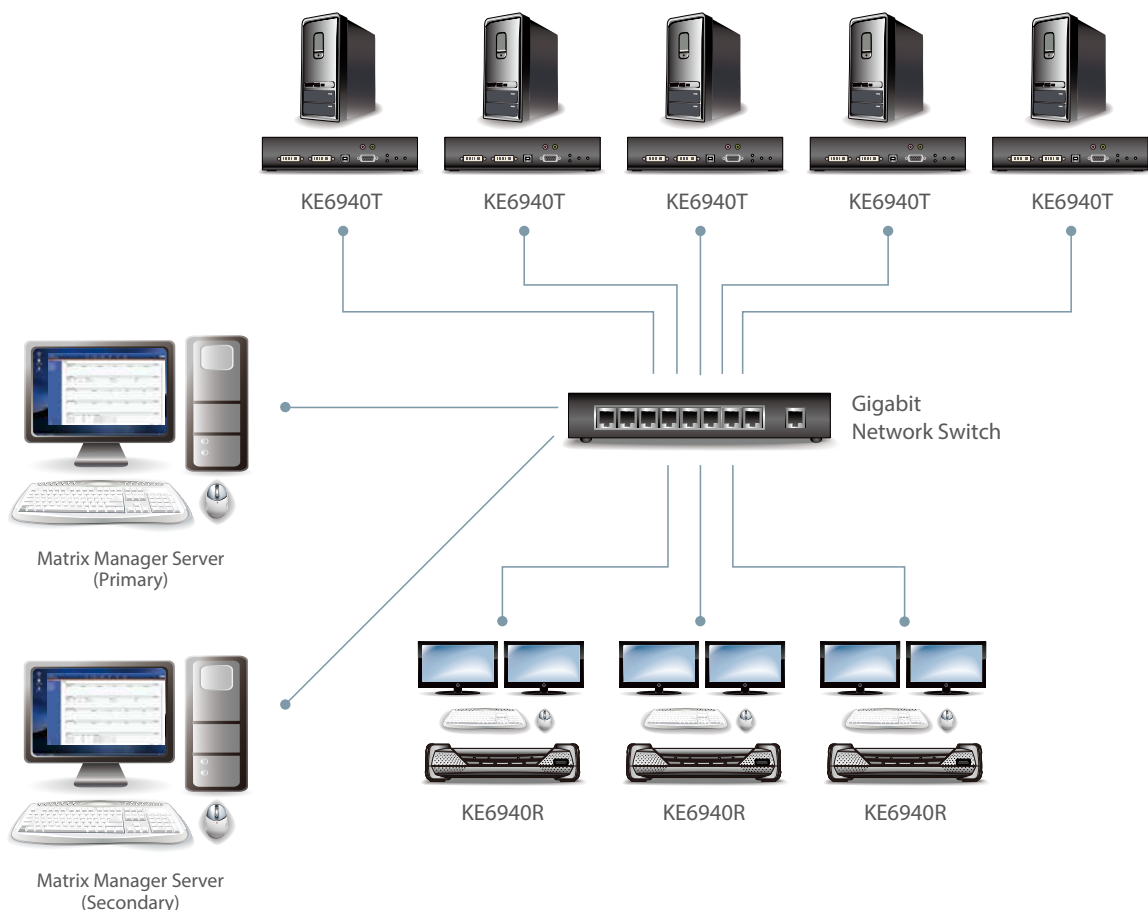 KE6940T
KE6940T
KE6940T
KE6940T
KE6940T
Gigabit
Network Switch
Matrix Manager Server
(Primary)
KE6940R
KE6940R
KE6940R
Matrix Manager Server
(Secondary)